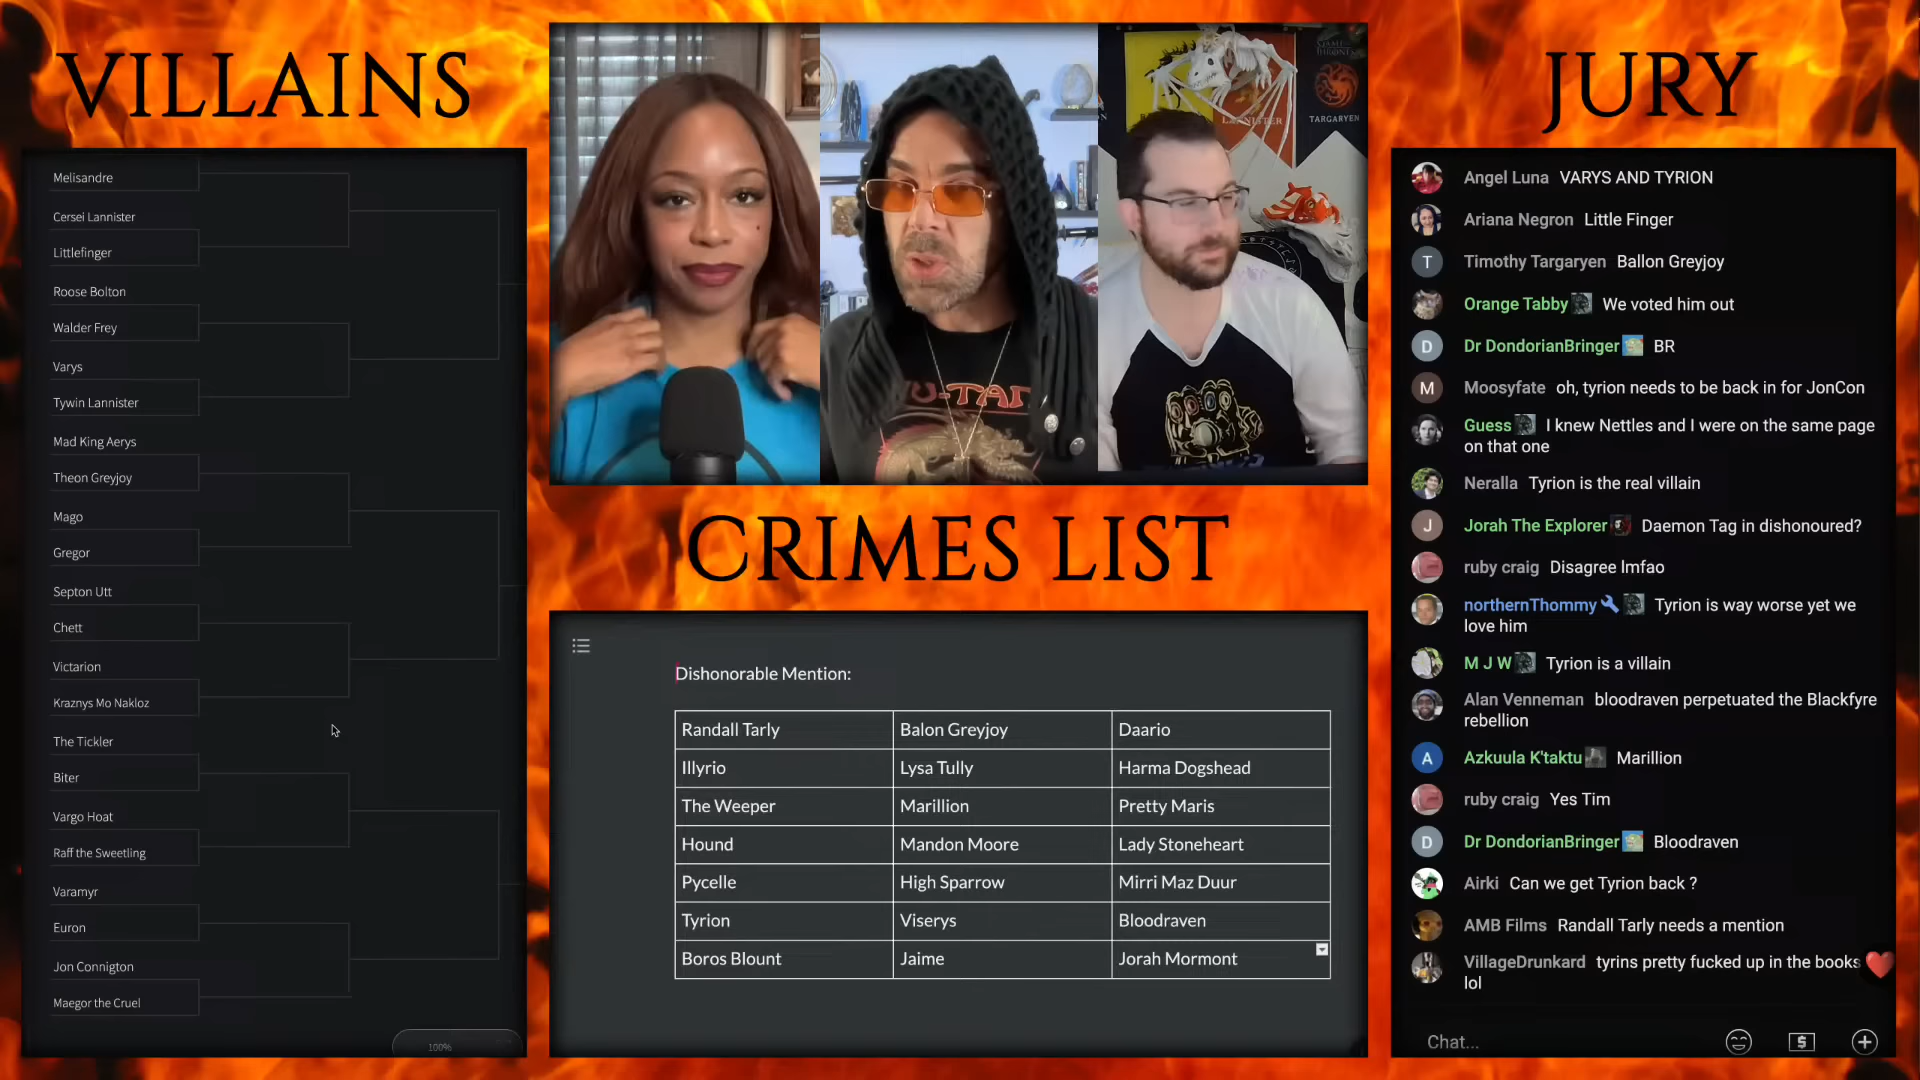 VILLAINS
Melisandre
Cersei Lannister
Littlefinger
Roose Bolton
Walder Frey
Varys
Tywin Lannister
Mad King Aerys
Theon Greyjoy
Mago
Gregor
Septon Utt
Chett
Victarion
Kraznys Mo Nakloz
The Tickler
Biter
Vargo Hoat
Raff the Sweetling
Varamyr
Euron
Jon Connigton
Maegor the Cruel
100%
LANNISTER
TARGARYEN
CRIMES LIST
Dishonorable Mention:
Randall Tarly Balon Greyjoy Daario
Illyrio Lysa Tully Harma Dogshead
The Weeper Marillion Pretty Maris
Hound Mandon Moore Lady Stoneheart
Pycelle High Sparrow Mirri Maz Duur
Tyrion Viserys Bloodraven
Boros Blount Jaime Jorah Mormont
JURY
Angel Luna VARYS AND TYRION
Ariana Negron Little Finger
T Timothy Targaryen Ballon Greyjoy
Orange Tabby We voted him out
D Dr DondorianBringer BR
M Moosyfate oh, tyrion needs to be back in for JonCon
Guess I knew Nettles and I were on the same page
on that one
Neralla Tyrion is the real villain
J Jorah The Explorer Daemon Tag in dishonoured?
ruby craig Disagree lmfao
northernThommy Tyrion is way worse yet we
love him
M J W Tyrion is a villain
Alan Venneman bloodraven perpetuated the Blackfyre
rebellion
A Azkuula K'taktu Marillion
ruby craig Yes Tim
D Dr DondorianBringer Bloodraven
Airki Can we get Tyrion back ?
AMB Films Randall Tarly needs a mention
VillageDrunkard tyrins pretty fucked up in the books
lol
Chat...